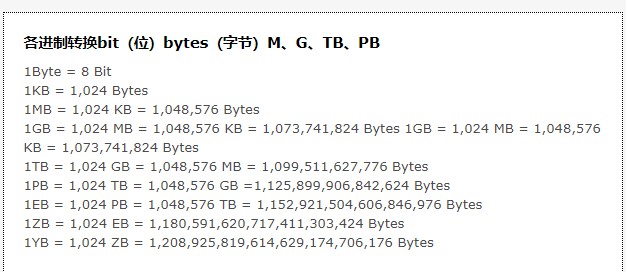 各进制转换bit（位）bytes（字节）M、G、TB、PB
1Byte = 8 Bit
1KB = 1,024 Bytes
1MB = 1,024 KB = 1,048,576 Bytes
1GB = 1,024 MB = 1,048,576 KB = 1,073,741,824 Bytes 1GB = 1,024 MB = 1,048,576
KB = 1,073,741,824 Bytes
1TB = 1,024 GB = 1,048,576 MB = 1,099,511,627,776 Bytes
1PB = 1,024 TB = 1,048,576 GB =1,125,899,906,842,624 Bytes
1EB = 1,024 PB = 1,048,576 TB = 1,152,921,504,606,846,976 Bytes
1ZB = 1,024 EB = 1,180,591,620,717,411,303,424 Bytes
1YB = 1,024 ZB = 1,208,925,819,614,629,174,706,176 Bytes